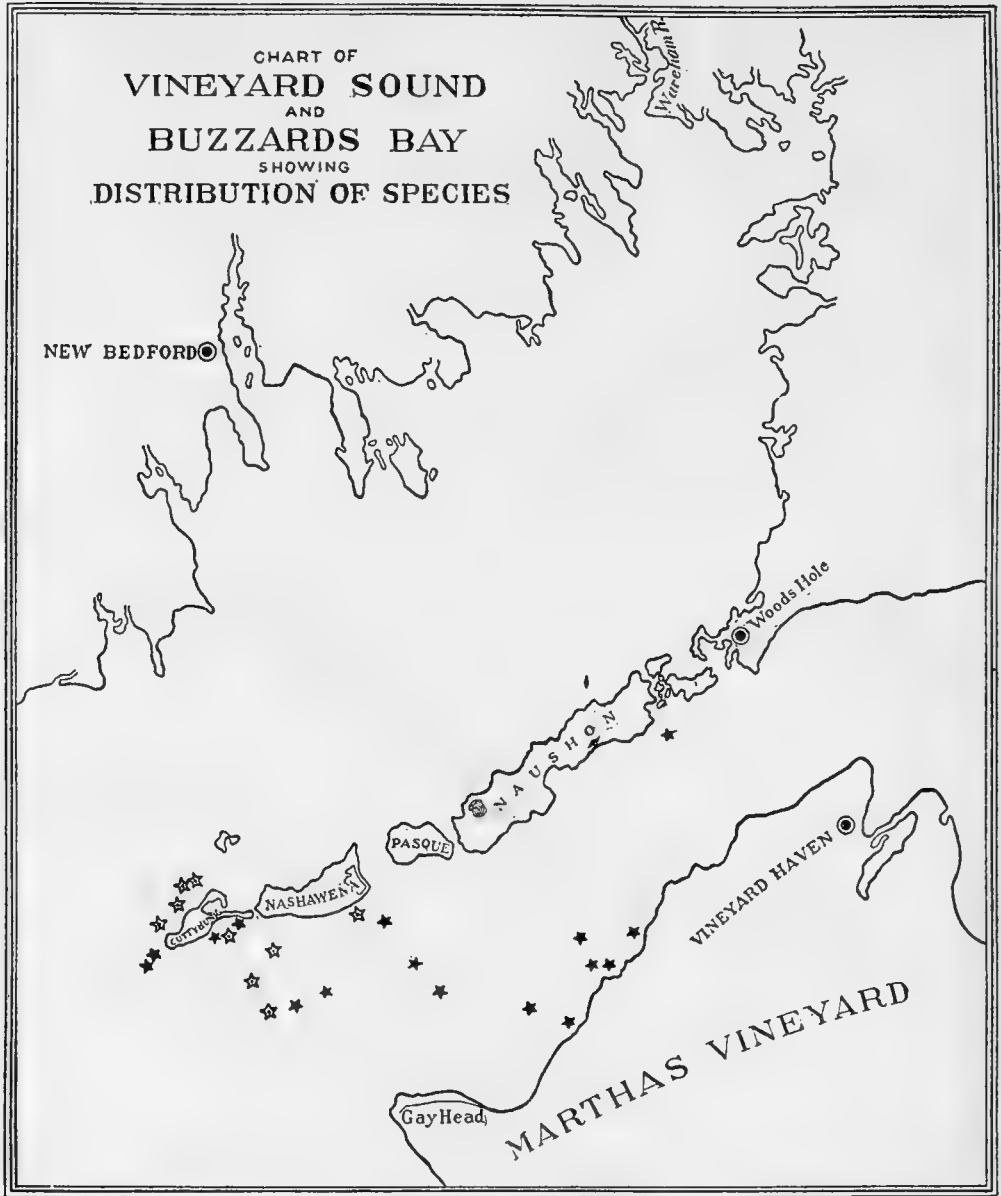 CHART OF
VINEYARD SOUND
AND
BUZZARDS BAY
SHOWING
DISTRIBUTION OF SPECIES
Wareham R.
NEW BEDFORD
Woods Hole
NAUSHON
PASQUE
NASHAWENA
CUTTYHUNK
VINEYARD HAVEN
MARTHAS VINEYARD
Gay Head